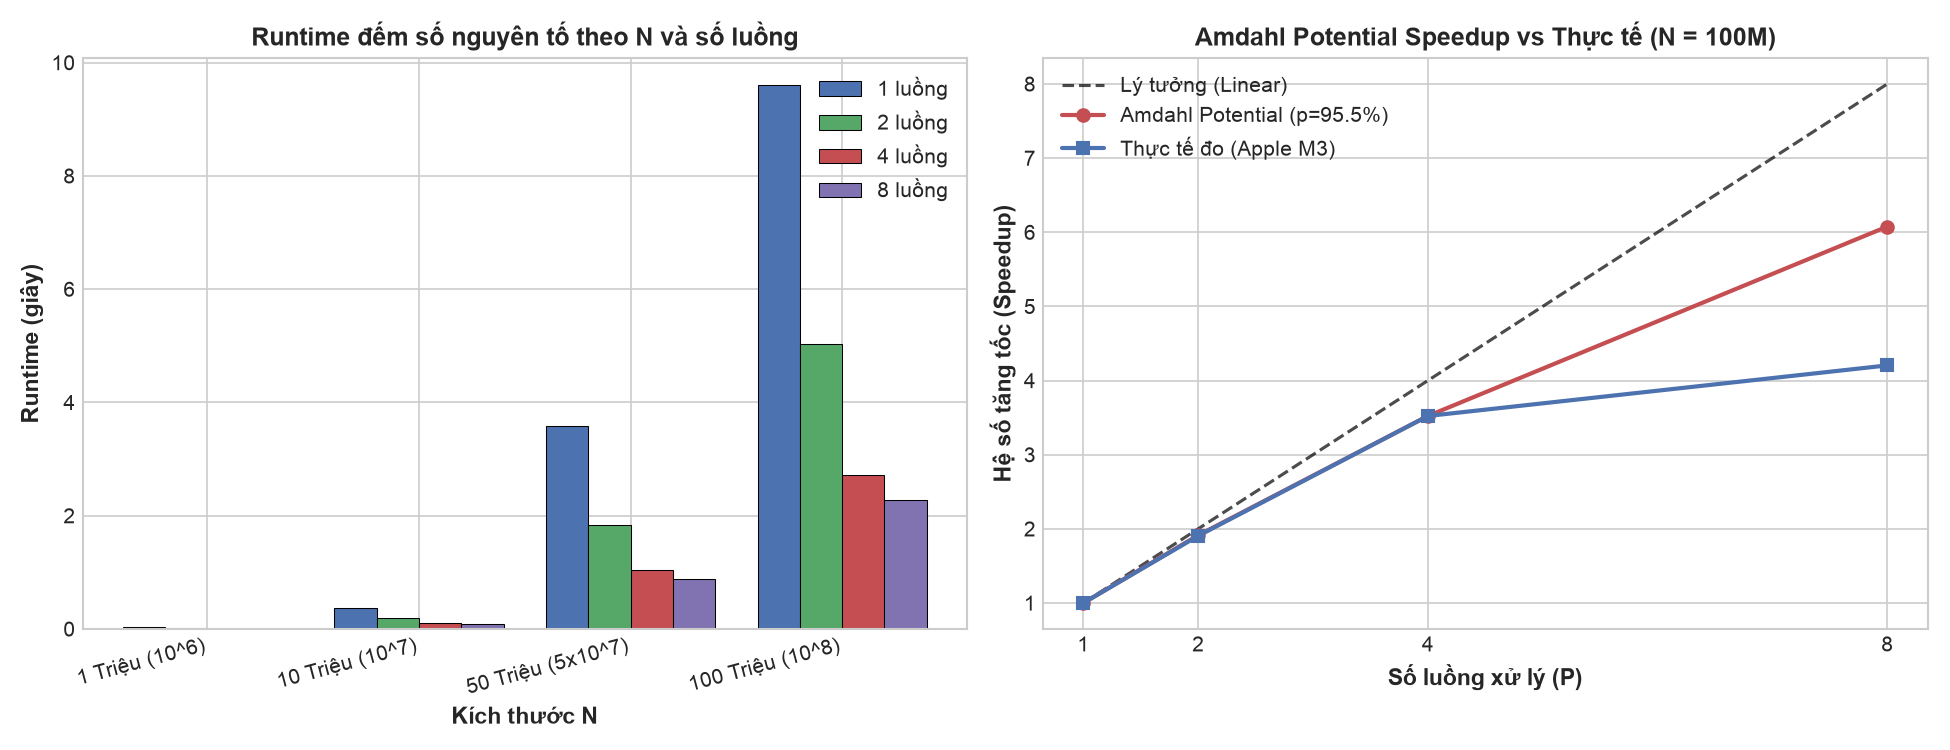 Runtime đếm số nguyên tố theo N và số luồng
10
8
6
4
2
0
Runtime (giây)
1 luồng
2 luồng
4 luồng
8 luồng
1 Triệu (10^6)
10 Triệu (10^7)
50 Triệu (5x10^7)
100 Triệu (10^8)
Kích thước N
Amdahl Potential Speedup vs Thực tế (N = 100M)
8
7
6
5
4
3
2
1
Hệ số tăng tốc (Speedup)
Lý tưởng (Linear)
Amdahl Potential (p=95.5%)
Thực tế đo (Apple M3)
1
2
4
8
Số luồng xử lý (P)